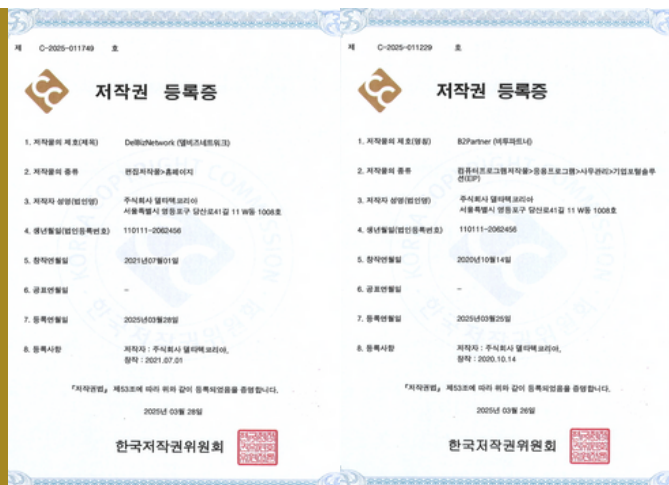 제 C-2025-011749 호
저작권 등록증
1. 저작물의 제호(제목) DelBizNetwork (델비즈네트워크)
2. 저작물의 종류 편집저작물>홈페이지
3. 저작자 성명(법인명) 주식회사 델타텍코리아
서울특별시 영등포구 당산로41길 11 W동 1008호
4. 생년월일(법인등록번호) 110111-2062456
5. 창작연월일 2021년07월01일
6. 공표연월일 -
7. 등록연월일 2025년03월28일
8. 등록사항 저작자 : 주식회사 델타텍코리아,
창작 : 2021.07.01
『저작권법』 제53조에 따라 위와 같이 등록되었음을 증명합니다.
2025년 03월 28일
한국저작권위원회
제 C-2025-011229 호
저작권 등록증
1. 저작물의 제호(명칭) B2Partner (비투파트너)
2. 저작물의 종류 컴퓨터프로그램저작물>응용프로그램>사무관리>기업포털솔루
션(EIP)
3. 저작자 성명(법인명) 주식회사 델타텍코리아
서울특별시 영등포구 당산로41길 11 W동 1008호
4. 생년월일(법인등록번호) 110111-2062456
5. 창작연월일 2020년10월14일
6. 공표연월일 -
7. 등록연월일 2025년03월25일
8. 등록사항 저작자 : 주식회사 델타텍코리아,
창작 : 2020.10.14
『저작권법』 제53조에 따라 위와 같이 등록되었음을 증명합니다.
2025년 03월 26일
한국저작권위원회